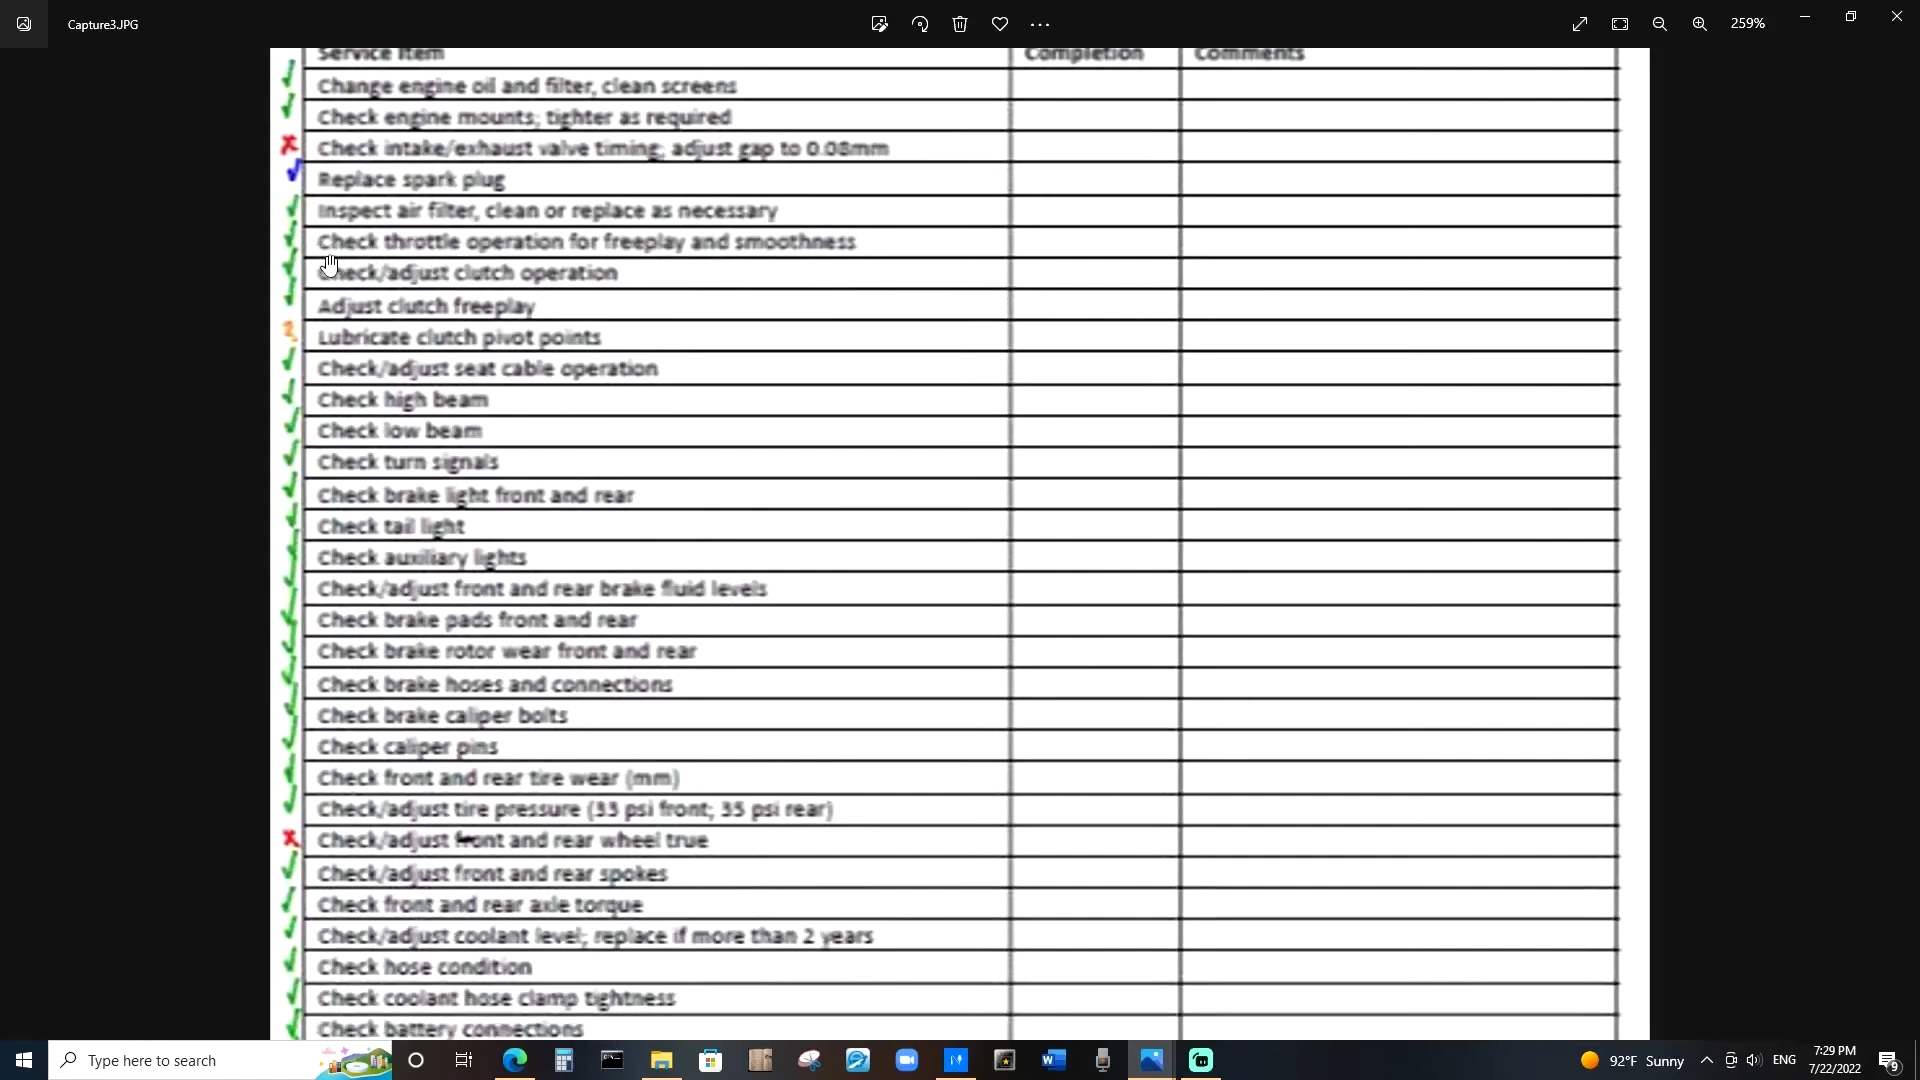 Capture3.JPG
259%
Service Item Completion Comments
Change engine oil and filter, clean screens
Check engine mounts; tighter as required
Check intake/exhaust valve timing; adjust gap to 0.08mm
Replace spark plug
Inspect air filter, clean or replace as necessary
Check throttle operation for freeplay and smoothness
Check/adjust clutch operation
Adjust clutch freeplay
Lubricate clutch pivot points
Check/adjust seat cable operation
Check high beam
Check low beam
Check turn signals
Check brake light front and rear
Check tail light
Check auxiliary lights
Check/adjust front and rear brake fluid levels
Check brake pads front and rear
Check brake rotor wear front and rear
Check brake hoses and connections
Check brake caliper bolts
Check caliper pins
Check front and rear tire wear (mm)
Check/adjust tire pressure (33 psi front; 35 psi rear)
Check/adjust front and rear wheel true
Check/adjust front and rear spokes
Check front and rear axle torque
Check/adjust coolant level; replace if more than 2 years
Check hose condition
Check coolant hose clamp tightness
Check battery connections
Type here to search
92°F Sunny
ENG
7:29 PM
7/22/2022
9